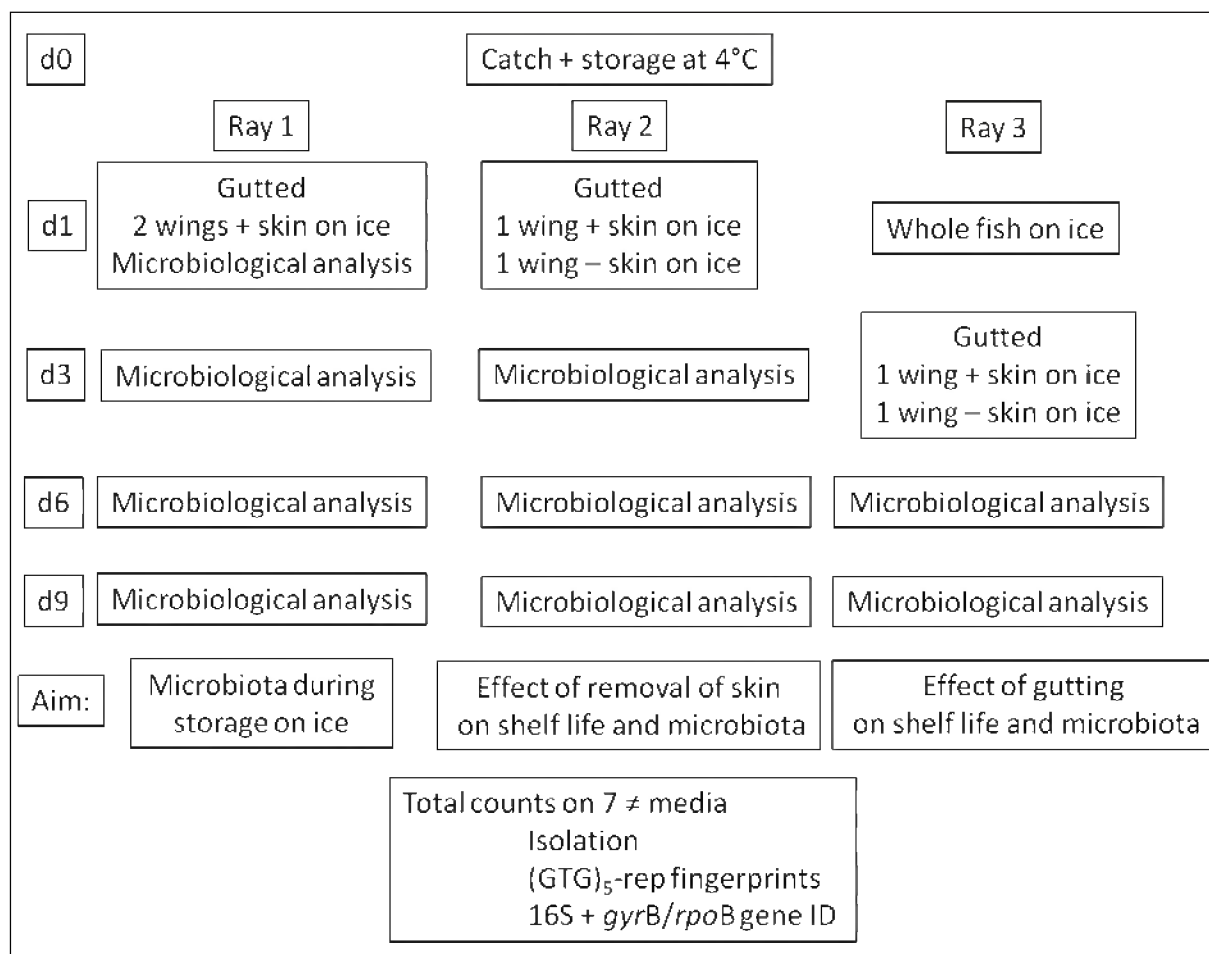 d0
Catch + storage at 4°C
Ray 1
Ray 2
Ray 3
d1
Gutted
2 wings + skin on ice
Microbiological analysis
Gutted
1 wing + skin on ice
1 wing – skin on ice
Whole fish on ice
d3
Microbiological analysis
Microbiological analysis
Gutted
1 wing + skin on ice
1 wing – skin on ice
d6
Microbiological analysis
Microbiological analysis
Microbiological analysis
d9
Microbiological analysis
Microbiological analysis
Microbiological analysis
Aim:
Microbiota during
storage on ice
Effect of removal of skin
on shelf life and microbiota
Effect of gutting
on shelf life and microbiota
Total counts on 7 ≠ media
Isolation
(GTG)₅-rep fingerprints
16S + gyrB/rpoB gene ID